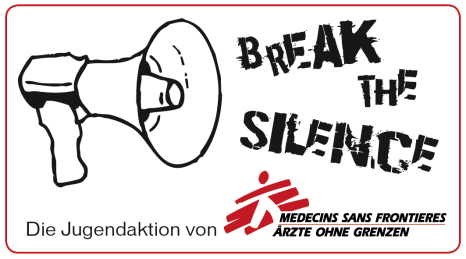 BREAK
THE
SILENCE
Die Jugendaktion von
MEDECINS SANS FRONTIERES
ÄRZTE OHNE GRENZEN